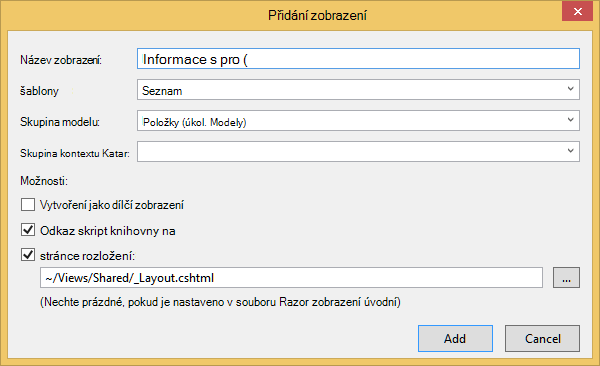 Přidání zobrazení
Název zobrazení: Informace s pro (
šablony Seznam
Skupina modelu: Položky (úkol. Modely)
Skupina kontextu Katar:
Možnosti:
Vytvoření jako dílčí zobrazení
Odkaz skript knihovny na
stránce rozložení:
~/Views/Shared/_Layout.cshtml ...
(Nechte prázdné, pokud je nastaveno v souboru Razor zobrazení úvodní)
Add Cancel